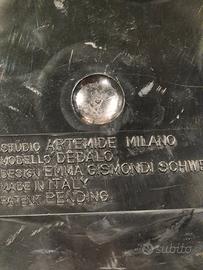 STUDIO ARTEMIDE MILANO
MODELLO DEDALO
DESIGN EMMA GISMONDI SCHWE
MADE IN ITALY
PATENT PENDING
subito